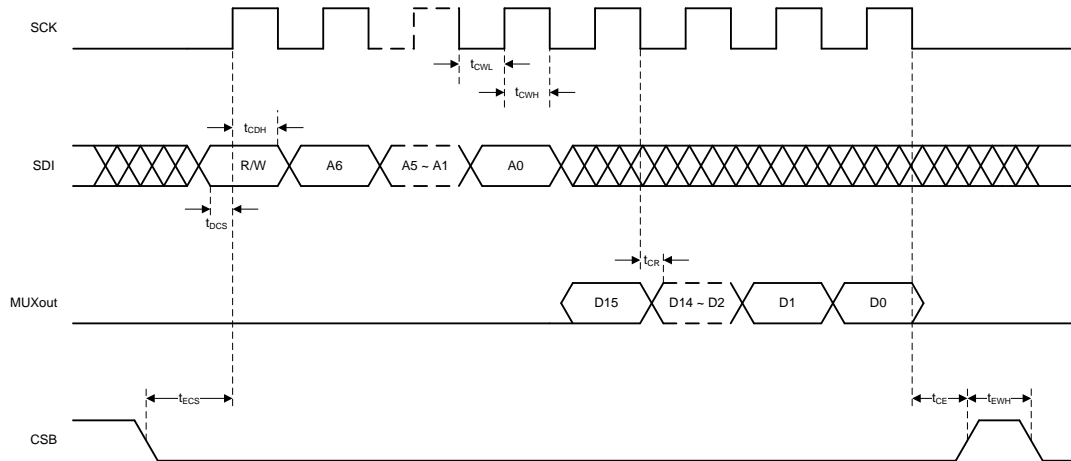 SCK
tCWL
tCWH
tCDH
SDI
R/W
A6
A5 ~ A1
A0
tDCS
tCR
MUXout
D15
D14 ~ D2
D1
D0
tECS
tCE
tEWH
CSB